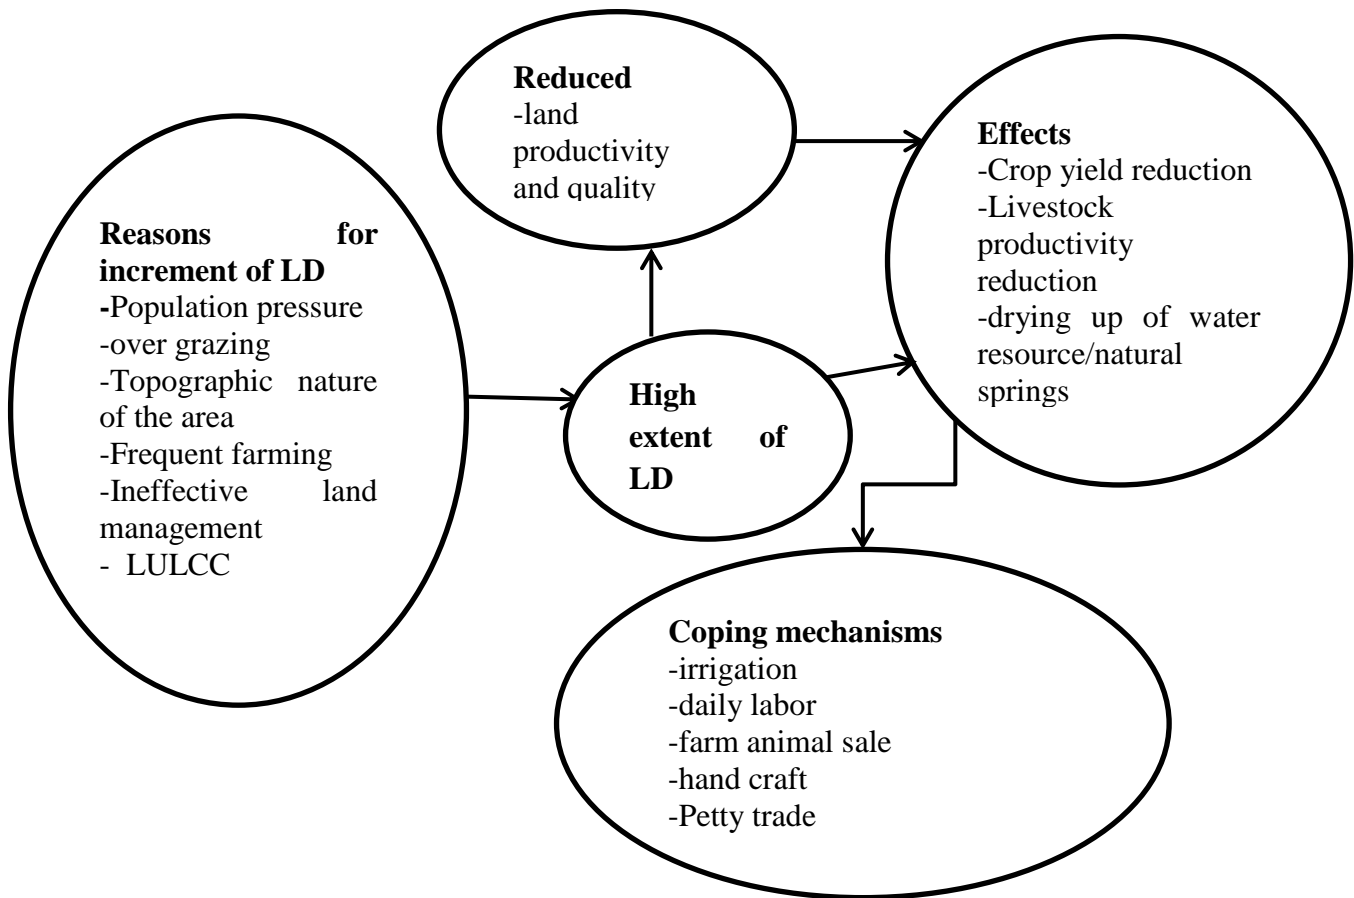 Reduced
-land
productivity
and quality
Effects
-Crop yield reduction
-Livestock
productivity
reduction
-drying up of water
resource/natural
springs
Reasons for
increment of LD
-Population pressure
-over grazing
-Topographic nature
of the area
-Frequent farming
-Ineffective land
management
- LULCC
High
extent of
LD
Coping mechanisms
-irrigation
-daily labor
-farm animal sale
-hand craft
-Petty trade